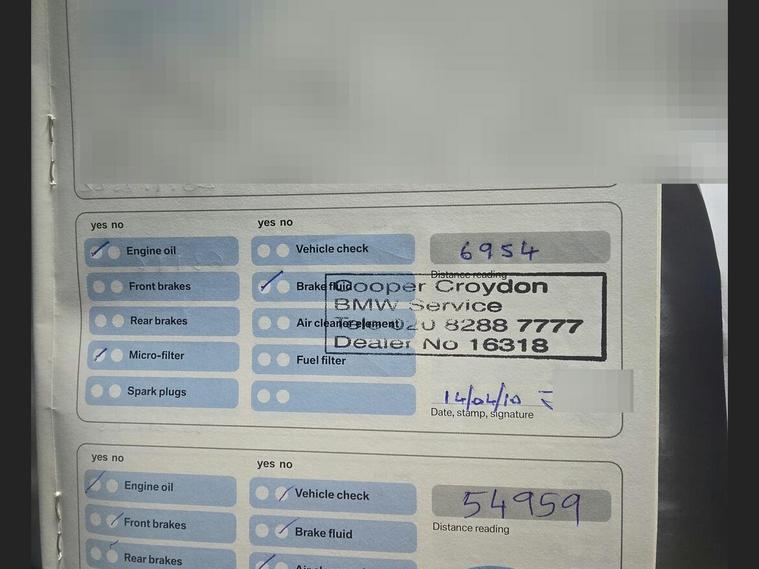 yes no
yes no
Engine oil
Vehicle check
6954
Distance reading
Front brakes
Brake fluid
Cooper Croydon
BMW Service
Rear brakes
Air cleaner element
Tel: 020 8288 7777
Dealer No 16318
Micro-filter
Fuel filter
Spark plugs
14/04/10
Date, stamp, signature
yes no
yes no
Engine oil
Vehicle check
54959
Distance reading
Front brakes
Brake fluid
Rear brakes